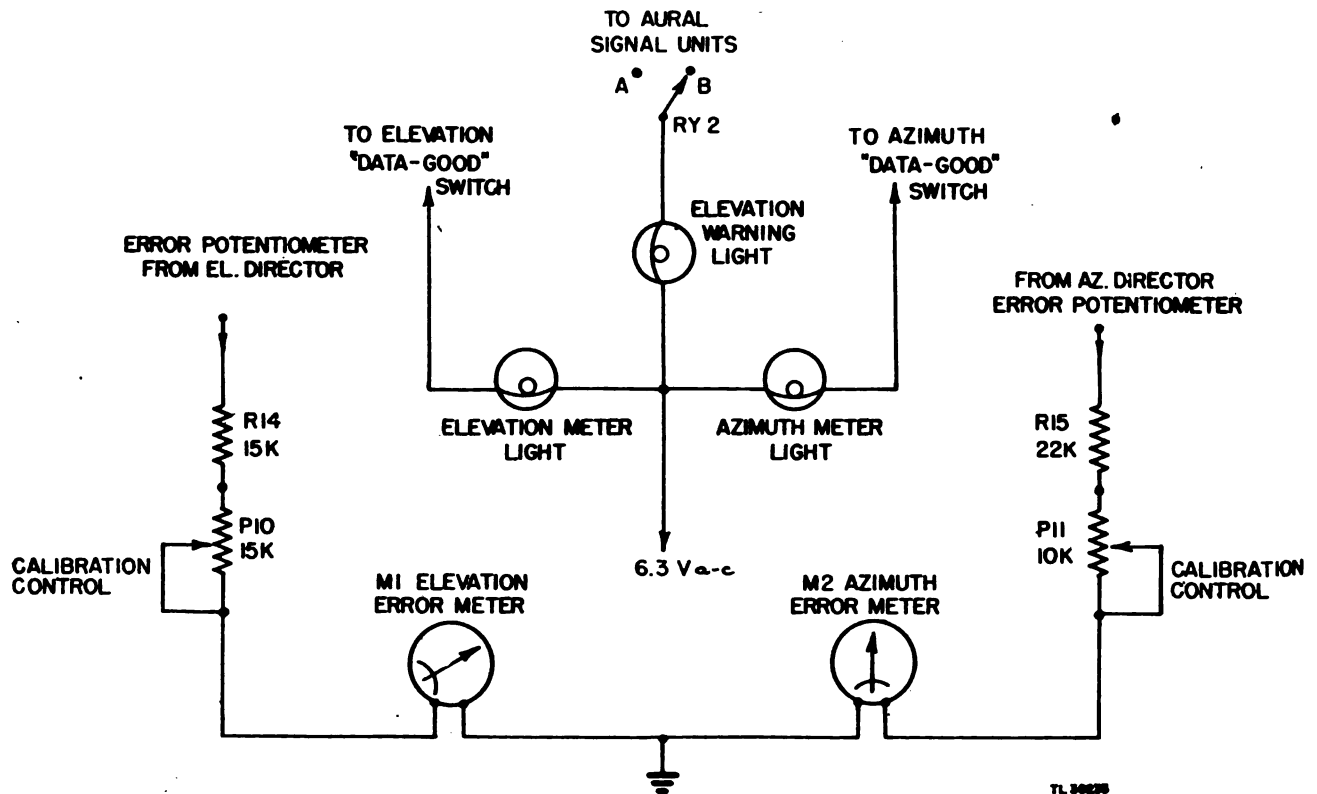 TO AURAL
SIGNAL UNITS
A
B
RY 2
TO ELEVATION
"DATA-GOOD"
SWITCH
TO AZIMUTH
"DATA-GOOD"
SWITCH
ELEVATION
WARNING
LIGHT
ERROR POTENTIOMETER
FROM EL. DIRECTOR
FROM AZ. DIRECTOR
ERROR POTENTIOMETER
ELEVATION METER
LIGHT
AZIMUTH METER
LIGHT
R14
15K
R15
22K
P10
15K
P11
10K
CALIBRATION
CONTROL
CALIBRATION
CONTROL
6.3 V a-c
M1 ELEVATION
ERROR METER
M2 AZIMUTH
ERROR METER